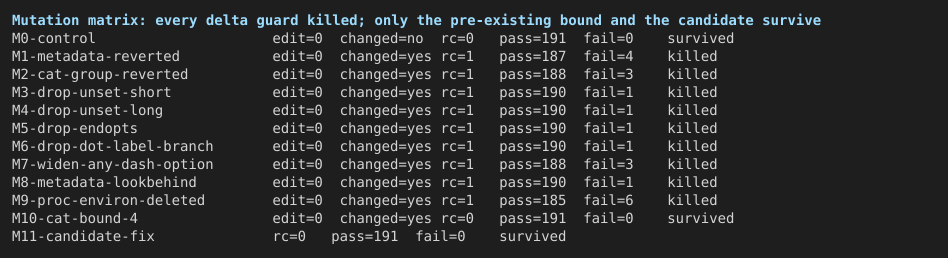 Mutation matrix: every delta guard killed; only the pre-existing bound and the candidate survive
M0-control edit=0 changed=no rc=0 pass=191 fail=0 survived
M1-metadata-reverted edit=0 changed=yes rc=1 pass=187 fail=4 killed
M2-cat-group-reverted edit=0 changed=yes rc=1 pass=188 fail=3 killed
M3-drop-unset-short edit=0 changed=yes rc=1 pass=190 fail=1 killed
M4-drop-unset-long edit=0 changed=yes rc=1 pass=190 fail=1 killed
M5-drop-endopts edit=0 changed=yes rc=1 pass=190 fail=1 killed
M6-drop-dot-label-branch edit=0 changed=yes rc=1 pass=190 fail=1 killed
M7-widen-any-dash-option edit=0 changed=yes rc=1 pass=188 fail=3 killed
M8-metadata-lookbehind edit=0 changed=yes rc=1 pass=190 fail=1 killed
M9-proc-environ-deleted edit=0 changed=yes rc=1 pass=185 fail=6 killed
M10-cat-bound-4 edit=0 changed=yes rc=0 pass=191 fail=0 survived
M11-candidate-fix rc=0 pass=191 fail=0 survived